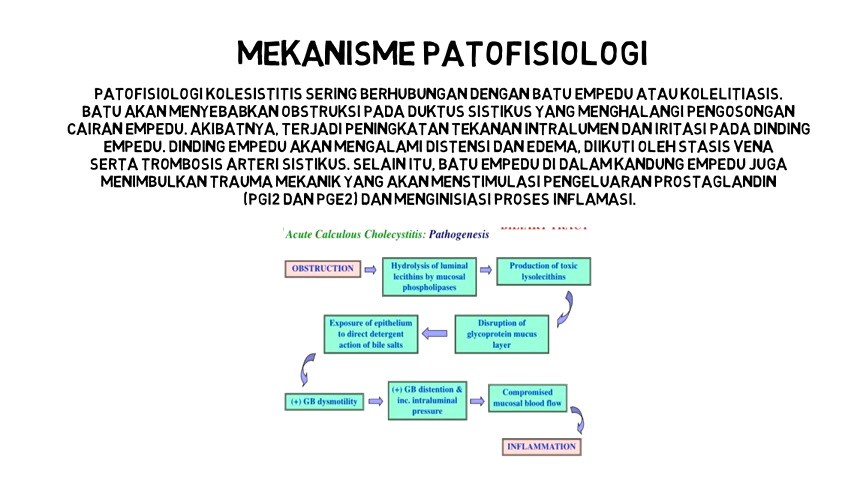 MEKANISME PATOFISIOLOGI
PATOFISIOLOGI KOLESISTITIS SERING BERHUBUNGAN DENGAN BATU EMPEDU ATAU KOLELITIASIS.
BATU AKAN MENYEBABKAN OBSTRUKSI PADA DUKTUS SISTIKUS YANG MENGHALANGI PENGOSONGAN
CAIRAN EMPEDU. AKIBATNYA, TERJADI PENINGKATAN TEKANAN INTRALUMEN DAN IRITASI PADA DINDING
EMPEDU. DINDING EMPEDU AKAN MENGALAMI DISTENSI DAN EDEMA, DIIKUTI OLEH STASIS VENA
SERTA TROMBOSIS ARTERI SISTIKUS. SELAIN ITU, BATU EMPEDU DI DALAM KANDUNG EMPEDU JUGA
MENIMBULKAN TRAUMA MEKANIK YANG AKAN MENSTIMULASI PENGELUARAN PROSTAGLANDIN
(PGI2 DAN PGE2) DAN MENGINISIASI PROSES INFLAMASI.
Acute Calculous Cholecystitis: Pathogenesis
OBSTRUCTION
Hydrolysis of luminal
lecithins by mucosal
phospholipases
Production of toxic
lysolecithins
Disruption of
glycoprotein mucus
layer
Exposure of epithelium
to direct detergent
action of bile salts
(+) GB dysmotility
(+) GB distention &
inc. intraluminal
pressure
Compromised
mucosal blood flow
INFLAMMATION